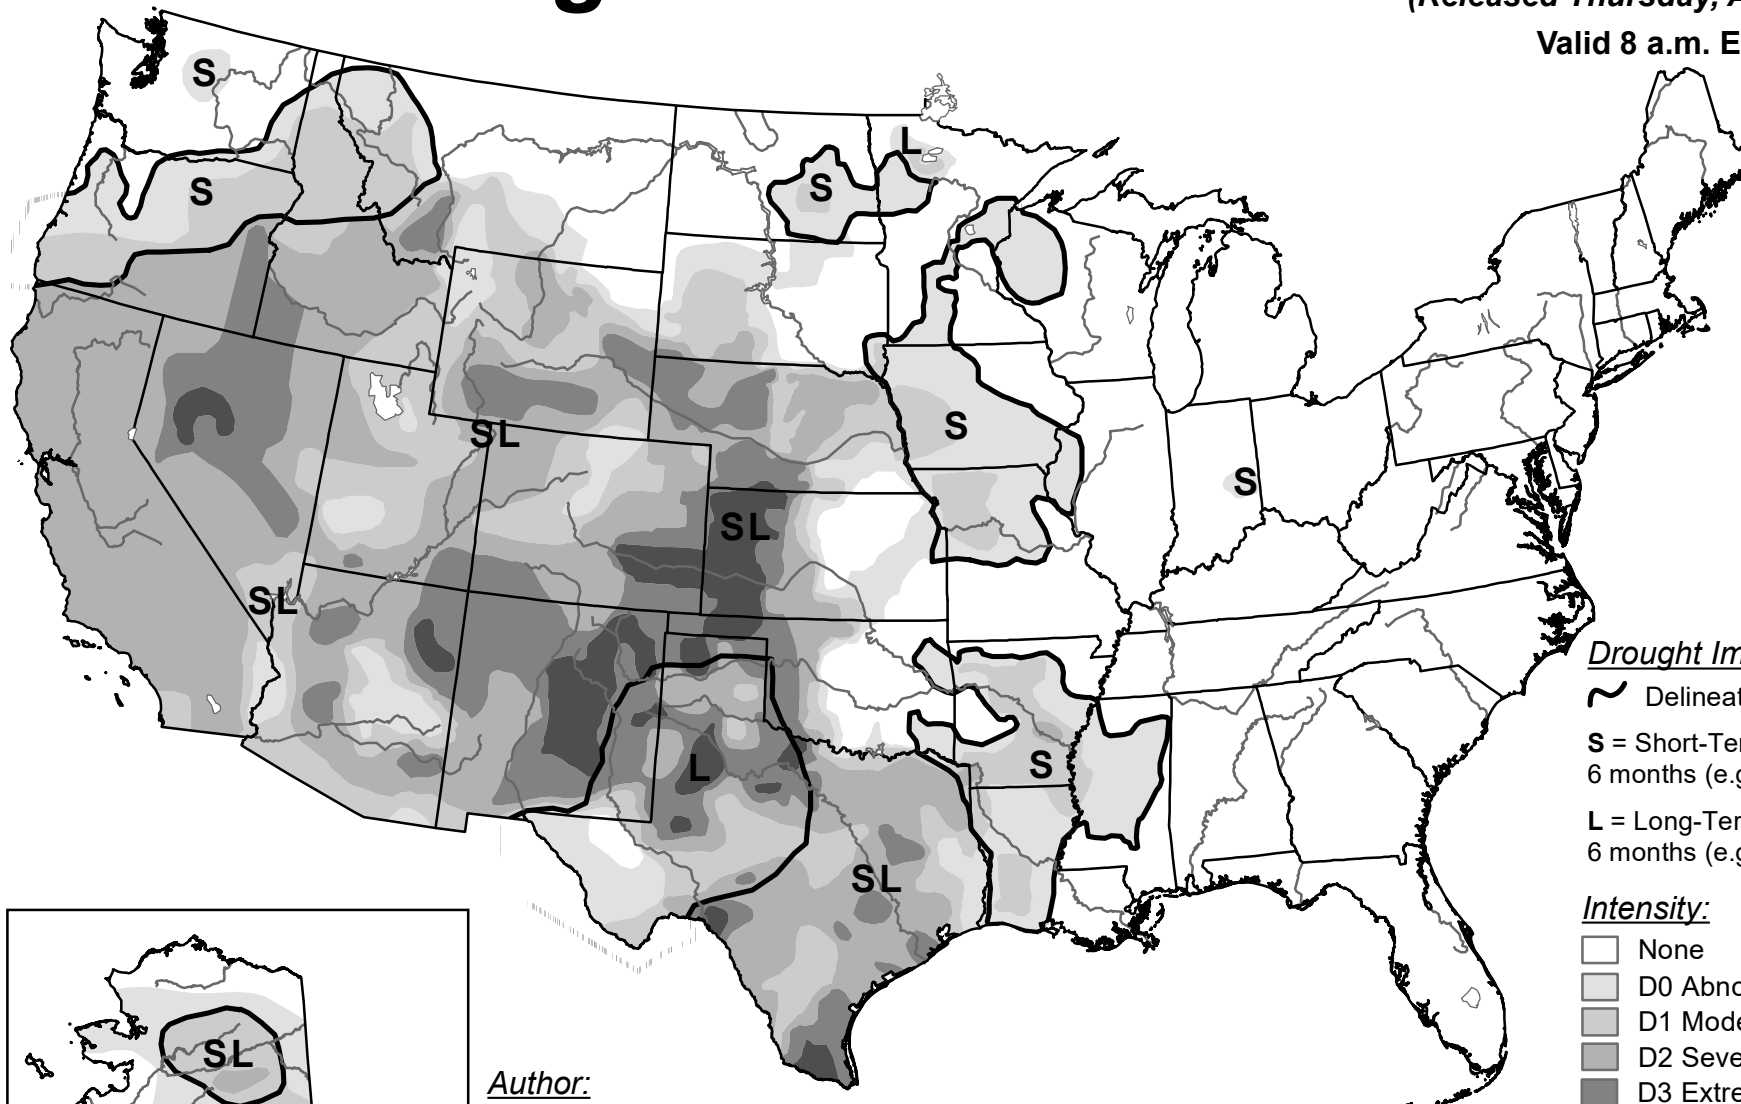 (Released Thursday, A
Valid 8 a.m. E
S
L
S
S
S
SL
S
SL
SL
Drought Im
Delineat
S = Short-Ter
6 months (e.g
L
S
L = Long-Ter
6 months (e.g
SL
Intensity:
None
D0 Abno
D1 Mode
SL
D2 Seve
Author:
D3 Extre